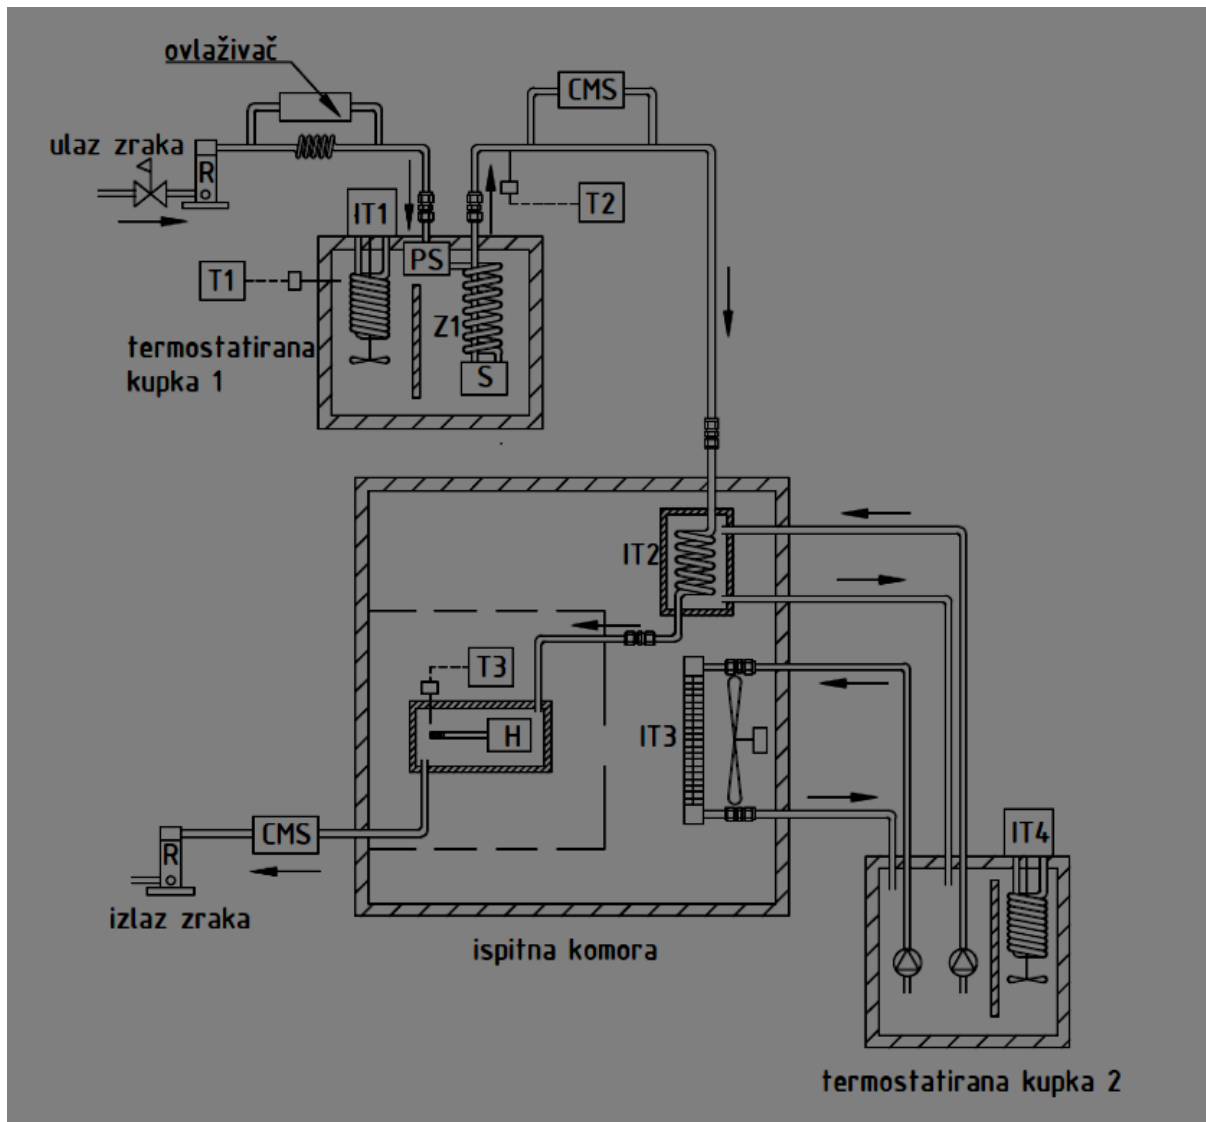 ovlaživač
CMS
ulaz zraka
R
IT1
T2
PS
T1
Z1
termostatirana
kupka 1
S
IT2
T3
H
IT3
CMS
IT4
R
izlaz zraka
ispitna komora
termostatirana kupka 2